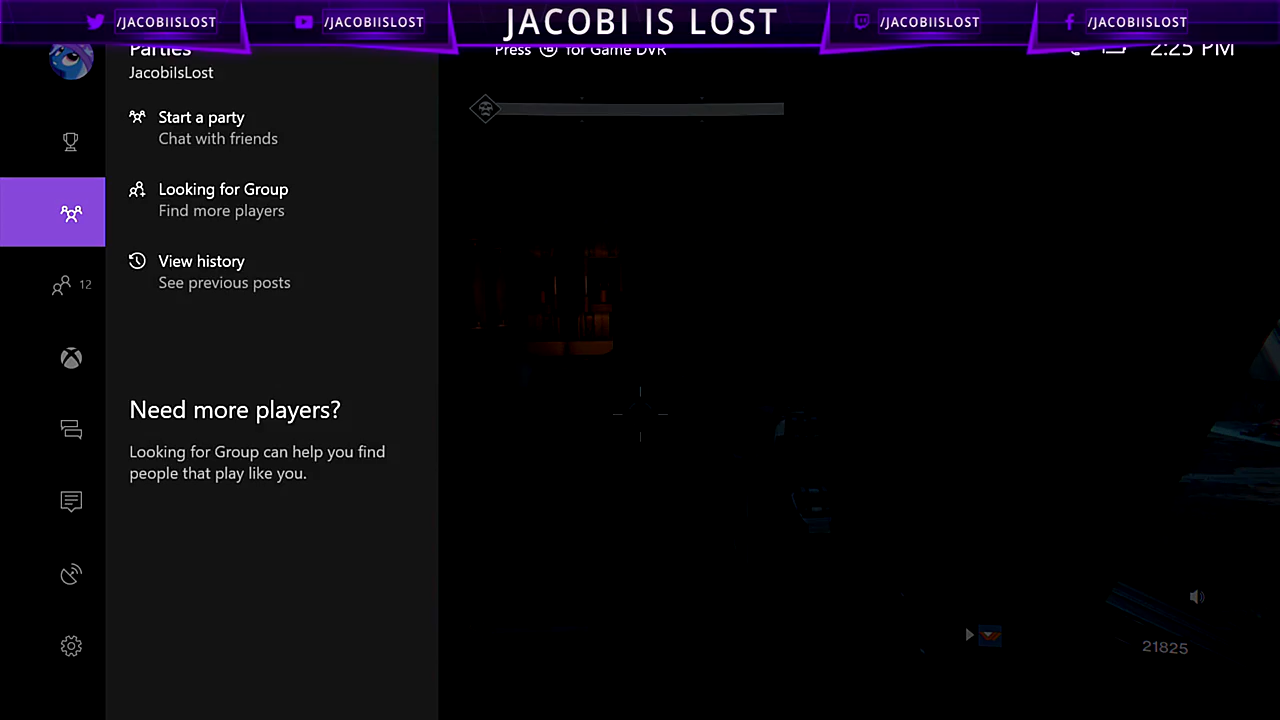 /JACOBIISLOST
/JACOBIISLOST
JACOBI IS LOST
/JACOBIISLOST
/JACOBIISLOST
Parties
JacobiIsLost
Press for Game DVR
2:25 PM
Start a party
Chat with friends
Looking for Group
Find more players
View history
See previous posts
12
Need more players?
Looking for Group can help you find
people that play like you.
21825